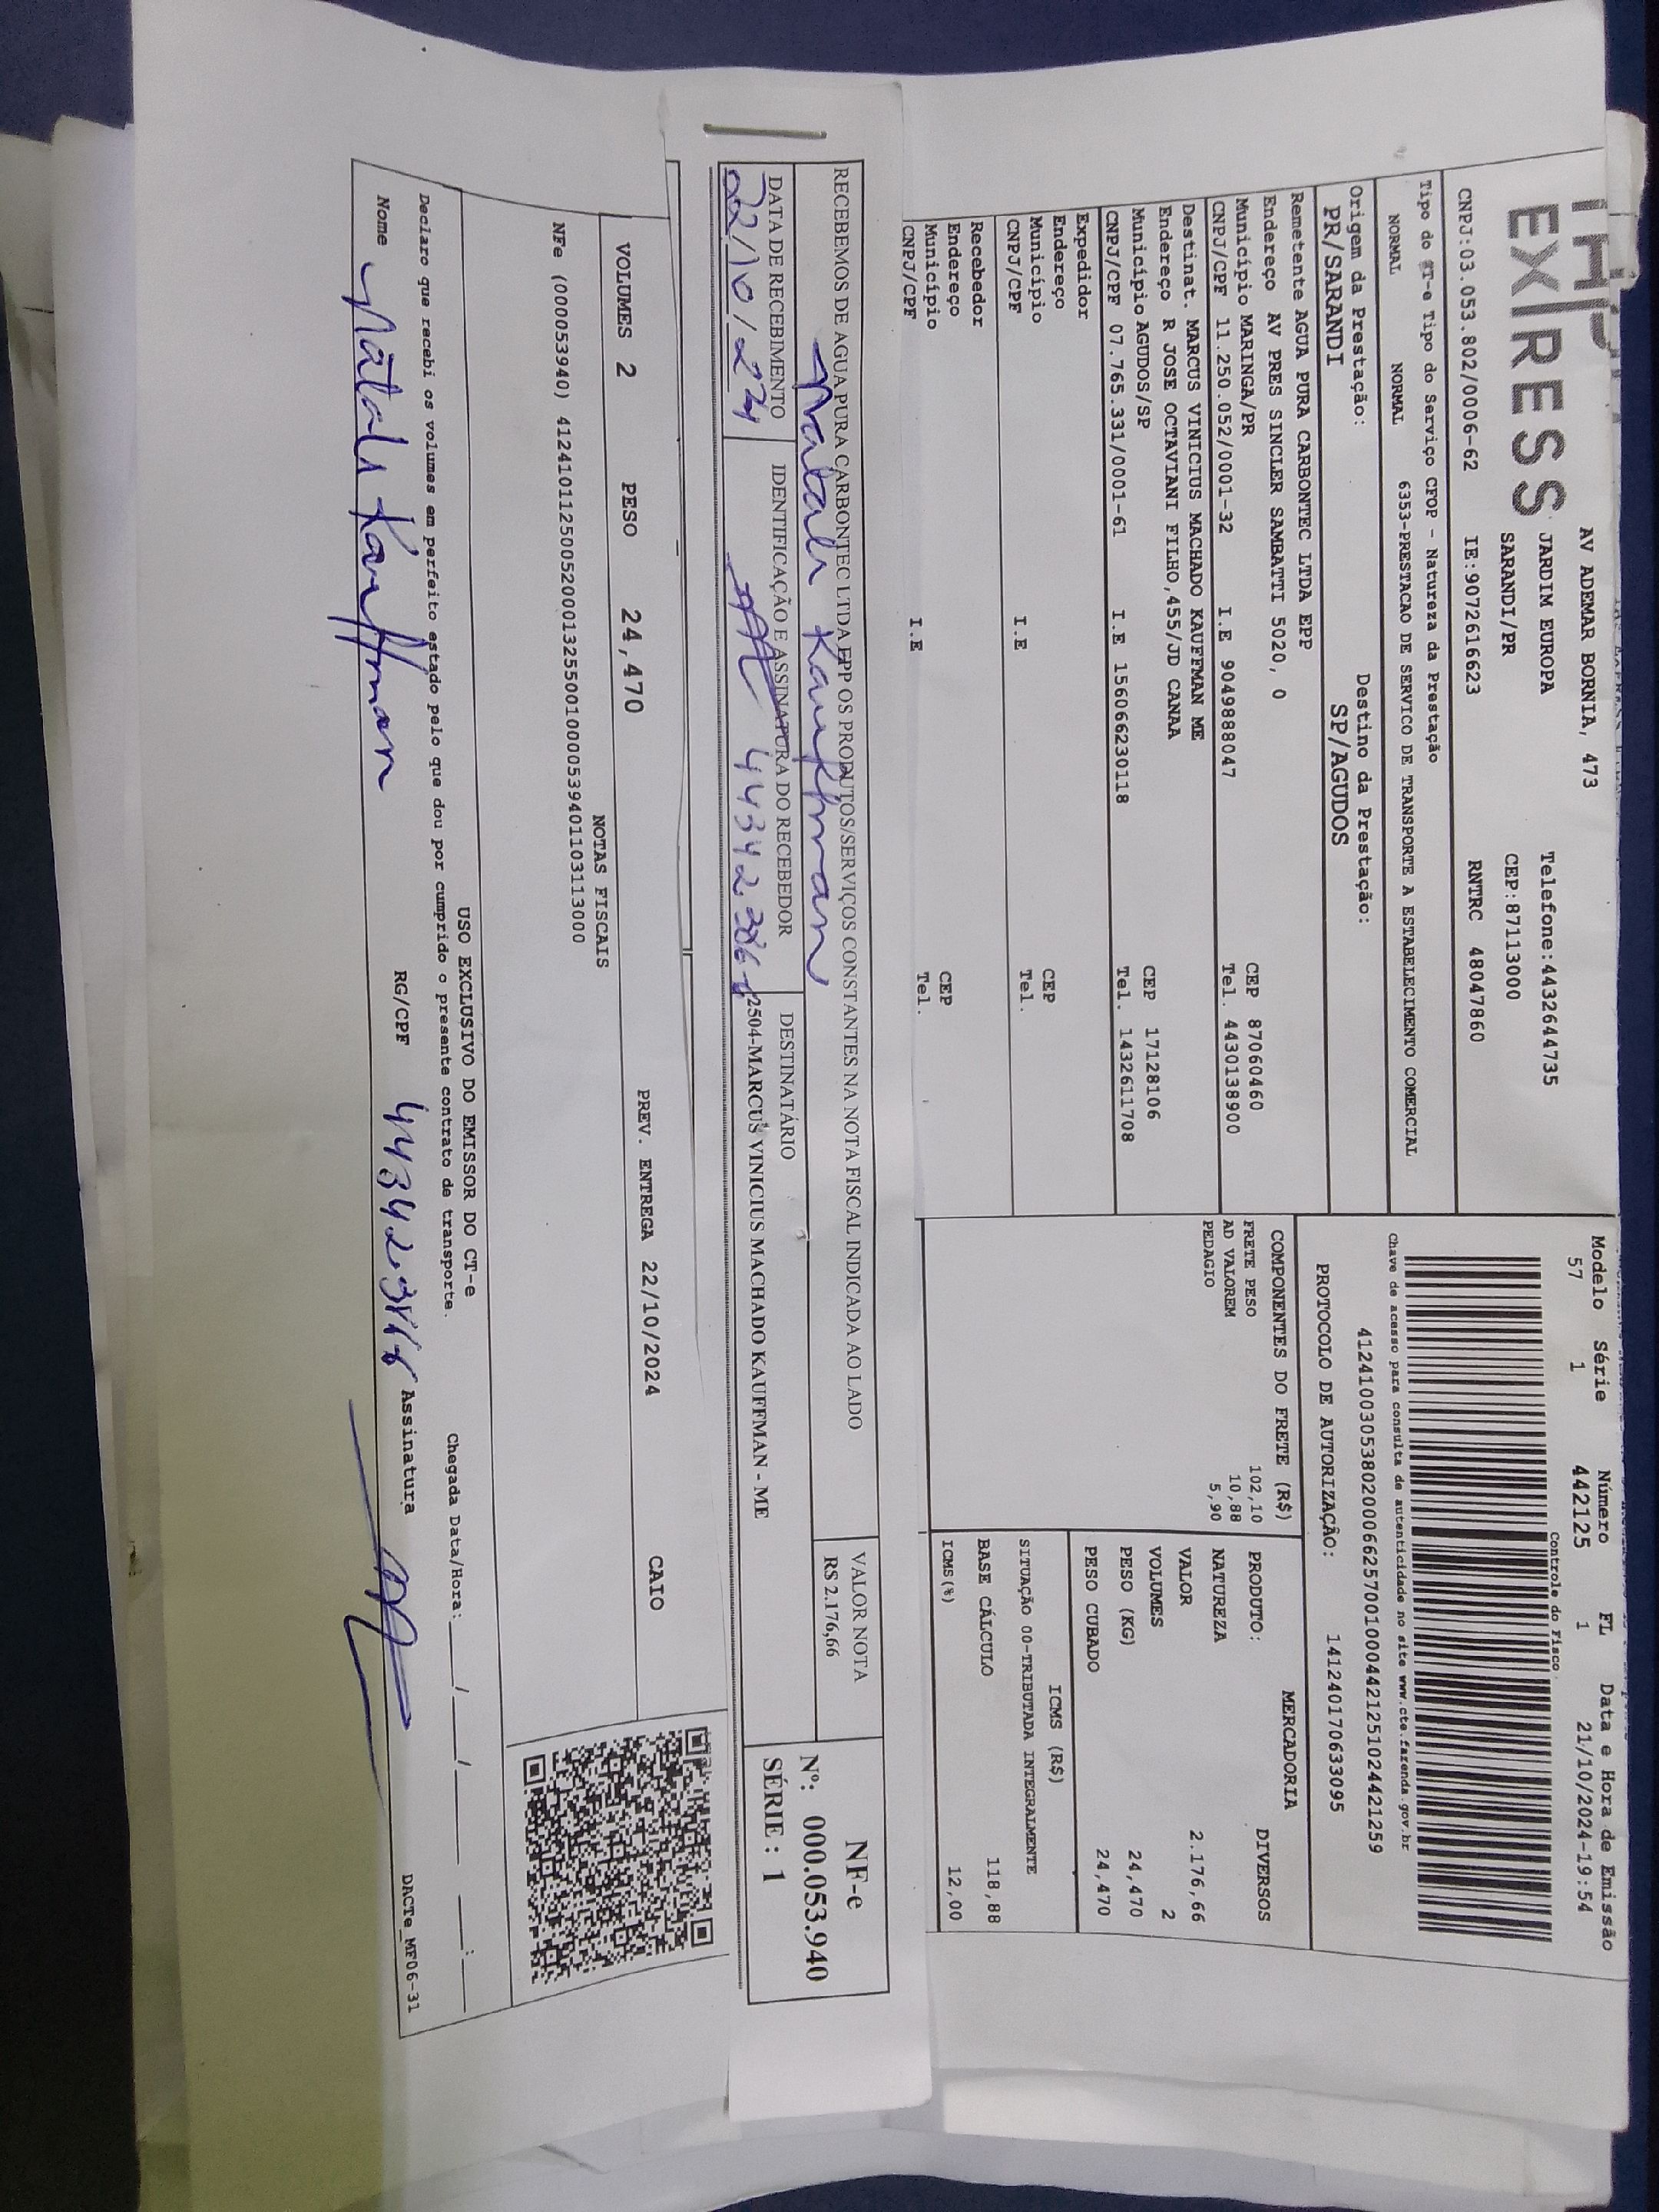 EXPRESS
AV ADEMAR BORNIA, 473
JARDIM EUROPA
SARANDI/PR
Telefone:4432644735
CEP:87113000
CNPJ:03.053.802/0006-62 IE:9072616623 RNTRC 48047860
Tipo do CT-e Tipo do Serviço CFOP - Natureza da Prestação
NORMAL NORMAL 6353-PRESTACAO DE SERVICO DE TRANSPORTE A ESTABELECIMENTO COMERCIAL
Origem da Prestação: Destino da Prestação:
PR/SARANDI SP/AGUDOS
Remetente AGUA PURA CARBONTEC LTDA EPP
Endereço AV PRES SINCLER SAMBATTI 5020, 0
Município MARINGA/PR CEP 87060460
CNPJ/CPF 11.250.052/0001-32 I.E 9049888047 Tel. 4430138900
Destinat. MARCUS VINICIUS MACHADO KAUFFMAN ME
Endereço R JOSE OCTAVIANI FILHO,455/JD CANAA
Município AGUDOS/SP CEP 17128106
CNPJ/CPF 07.765.331/0001-61 I.E 156066230118 Tel. 1432611708
Expedidor
Endereço
Município CEP
CNPJ/CPF I.E Tel.
Recebedor
Endereço
Município CEP
CNPJ/CPF I.E Tel.
Modelo Série Número FL Data e Hora de Emissão
57 1 442125 1 21/10/2024-19:54
Controle do Fisco
Chave de acesso para consulta de autenticidade no site www.cte.fazenda.gov.br
41241003053802000662570010004421251024421259
PROTOCOLO DE AUTORIZAÇÃO: 141240170633095
COMPONENTES DO FRETE (R$)
FRETE PESO 102,10
AD VALOREM 10,88
PEDAGIO 5,90
MERCADORIA
PRODUTO: DIVERSOS
NATUREZA
VALOR 2.176,66
VOLUMES 2
PESO (KG) 24,470
PESO CUBADO 24,470
ICMS (R$)
SITUAÇÃO 00-TRIBUTADA INTEGRALMENTE
BASE CÁLCULO 118,88
ICMS(%) 12,00
RECEBEMOS DE AGUA PURA CARBONTEC LTDA EPP OS PRODUTOS/SERVIÇOS CONSTANTES NA NOTA FISCAL INDICADA AO LADO
Natali Kauffman
VALOR NOTA
RS 2.176,66
DATA DE RECEBIMENTO IDENTIFICAÇÃO E ASSINATURA DO RECEBEDOR DESTINATÁRIO
22/10/24 2504-MARCUS VINICIUS MACHADO KAUFFMAN - ME
NF-e
Nº: 000.053.940
SÉRIE : 1
VOLUMES 2 PESO 24,470 PREV. ENTREGA 22/10/2024 CAIO
NOTAS FISCAIS
NFe (000053940) 41241011250052000132550010000539401103113000
USO EXCLUSIVO DO EMISSOR DO CT-e
Declaro que recebi os volumes em perfeito estado pelo que dou por cumprido o presente contrato de transporte.
Chegada Data/Hora: ___/___/_____ ___:___
Nome Natali Kauffman RG/CPF Assinatura
DACTe_MF06-31